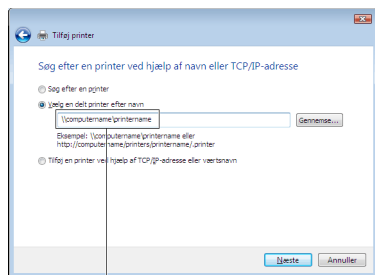 Tilføj printer
Søg efter en printer ved hjælp af navn eller TCP/IP-adresse
Søg efter en printer
Vælg en delt printer efter navn
\\computername\printername
Gennemse...
Eksempel: \\computername\printername eller
http://computername/printers/printername/.printer
Tilføj en printer ved hjælp af TCP/IP-adresse eller værtsnavn
Næste
Annuller